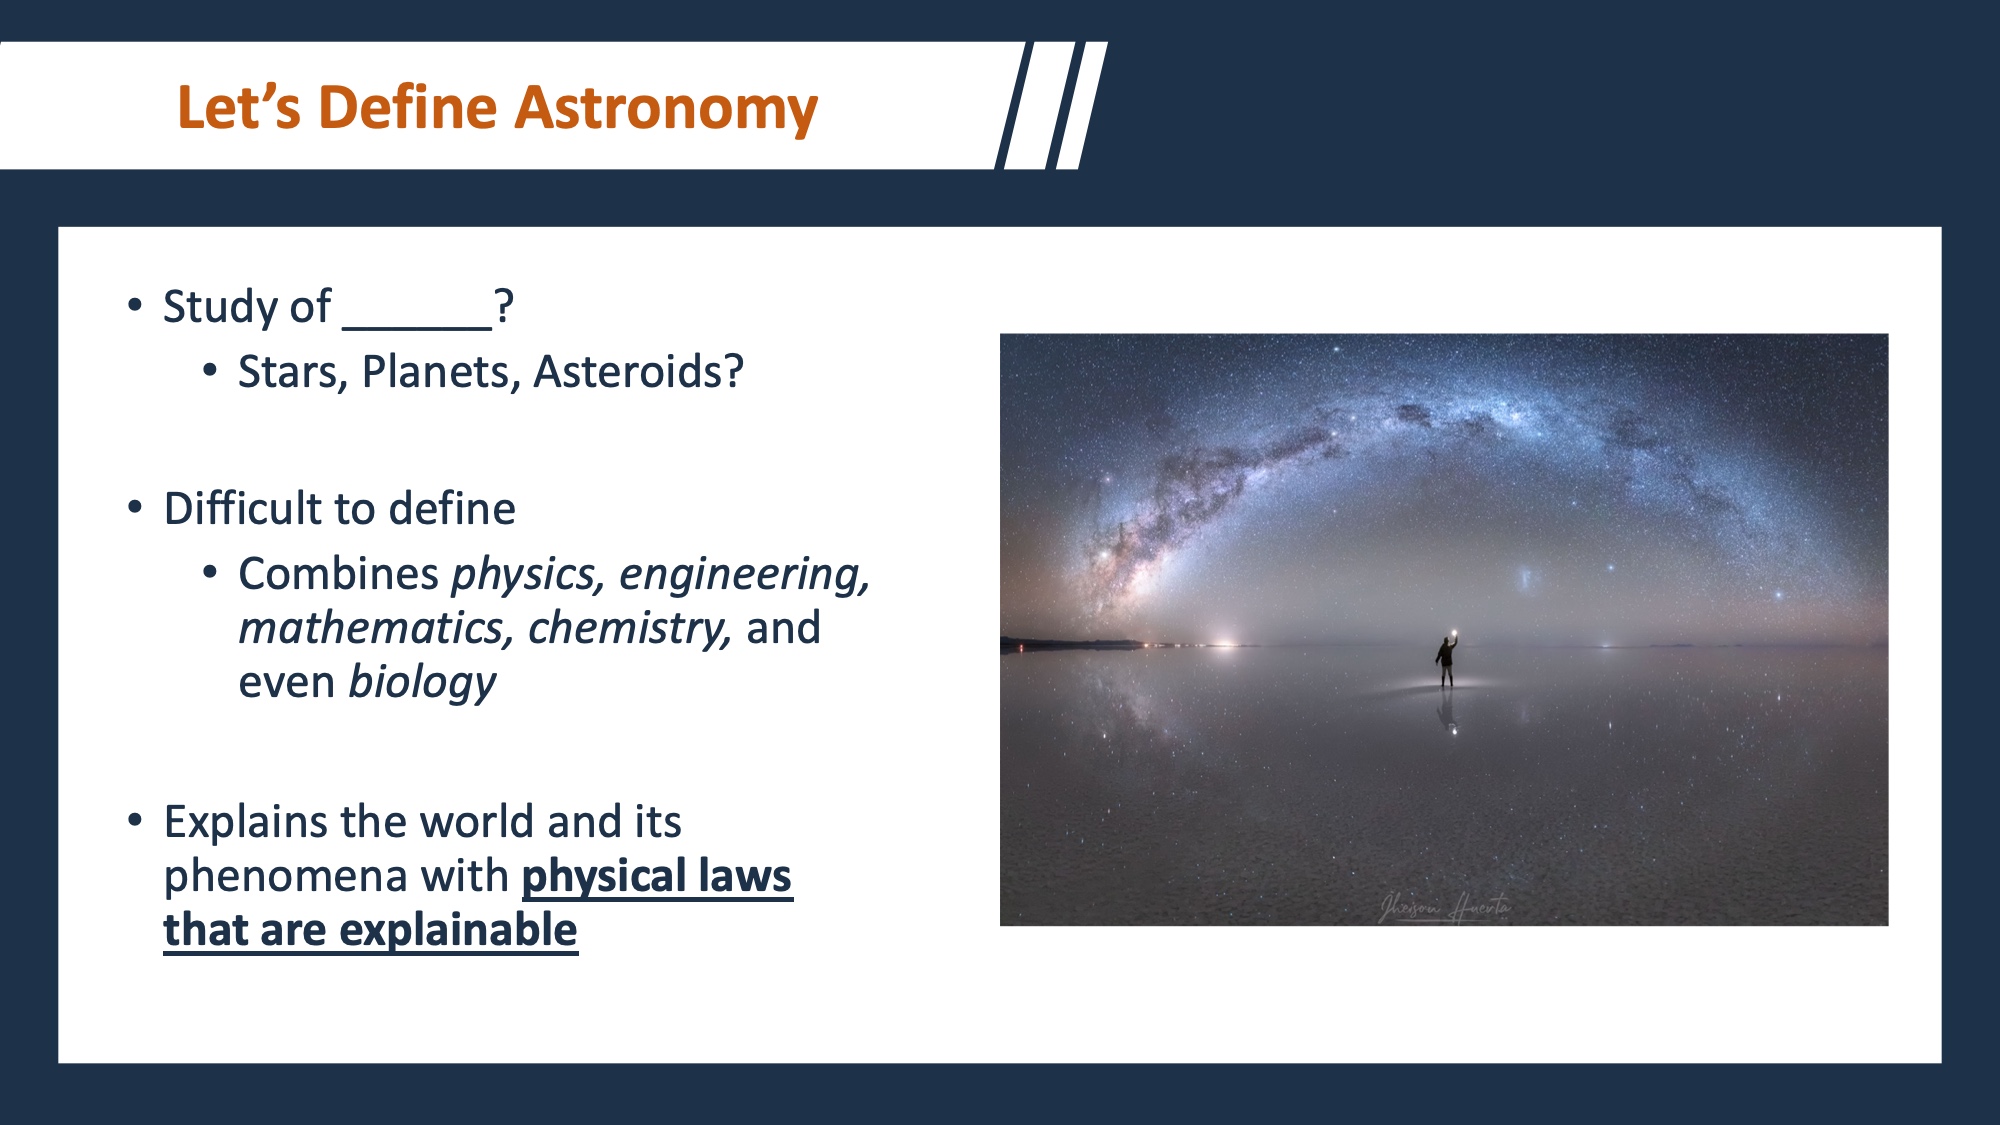 Let’s Define Astronomy
• Study of ______?
• Stars, Planets, Asteroids?
• Difficult to define
• Combines physics, engineering,
mathematics, chemistry, and
even biology
• Explains the world and its
phenomena with physical laws
that are explainable
Jheison Huerta